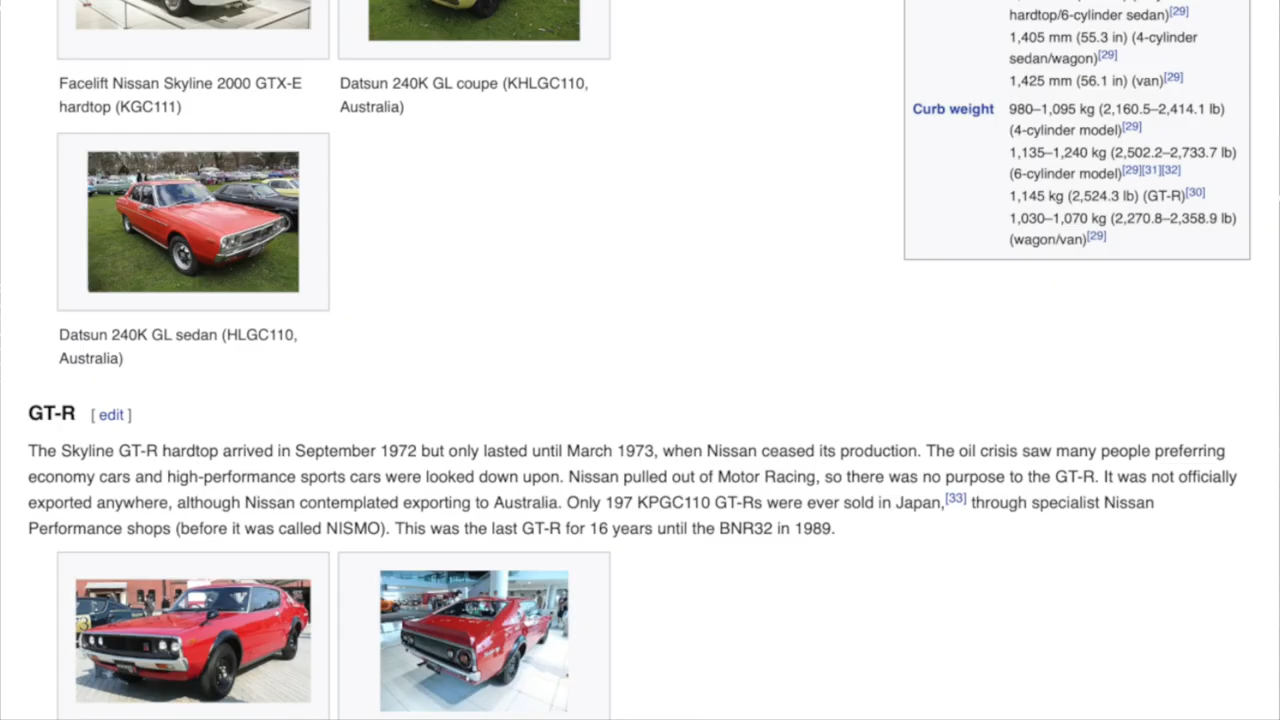 Facelift Nissan Skyline 2000 GTX-E
hardtop (KGC111)
Datsun 240K GL coupe (KHLGC110,
Australia)
Datsun 240K GL sedan (HLGC110,
Australia)
hardtop/6-cylinder sedan)[29]
1,405 mm (55.3 in) (4-cylinder
sedan/wagon)[29]
1,425 mm (56.1 in) (van)[29]
Curb weight 980–1,095 kg (2,160.5–2,414.1 lb)
(4-cylinder model)[29]
1,135–1,240 kg (2,502.2–2,733.7 lb)
(6-cylinder model)[29][31][32]
1,145 kg (2,524.3 lb) (GT-R)[30]
1,030–1,070 kg (2,270.8–2,358.9 lb)
(wagon/van)[29]
GT-R [ edit ]
The Skyline GT-R hardtop arrived in September 1972 but only lasted until March 1973, when Nissan ceased its production. The oil crisis saw many people preferring
economy cars and high-performance sports cars were looked down upon. Nissan pulled out of Motor Racing, so there was no purpose to the GT-R. It was not officially
exported anywhere, although Nissan contemplated exporting to Australia. Only 197 KPGC110 GT-Rs were ever sold in Japan,[33] through specialist Nissan
Performance shops (before it was called NISMO). This was the last GT-R for 16 years until the BNR32 in 1989.